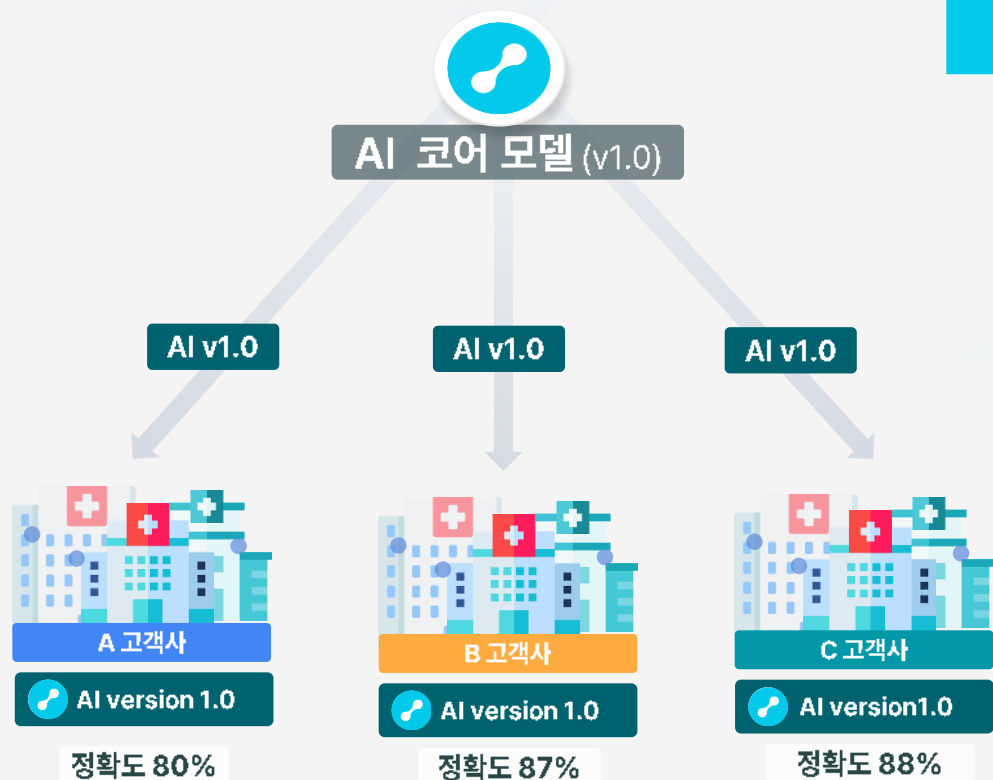 AI 코어 모델 (v1.0)
AI v1.0
AI v1.0
AI v1.0
A 고객사
B 고객사
C 고객사
AI version 1.0
AI version 1.0
AI version1.0
정확도 80%
정확도 87%
정확도 88%